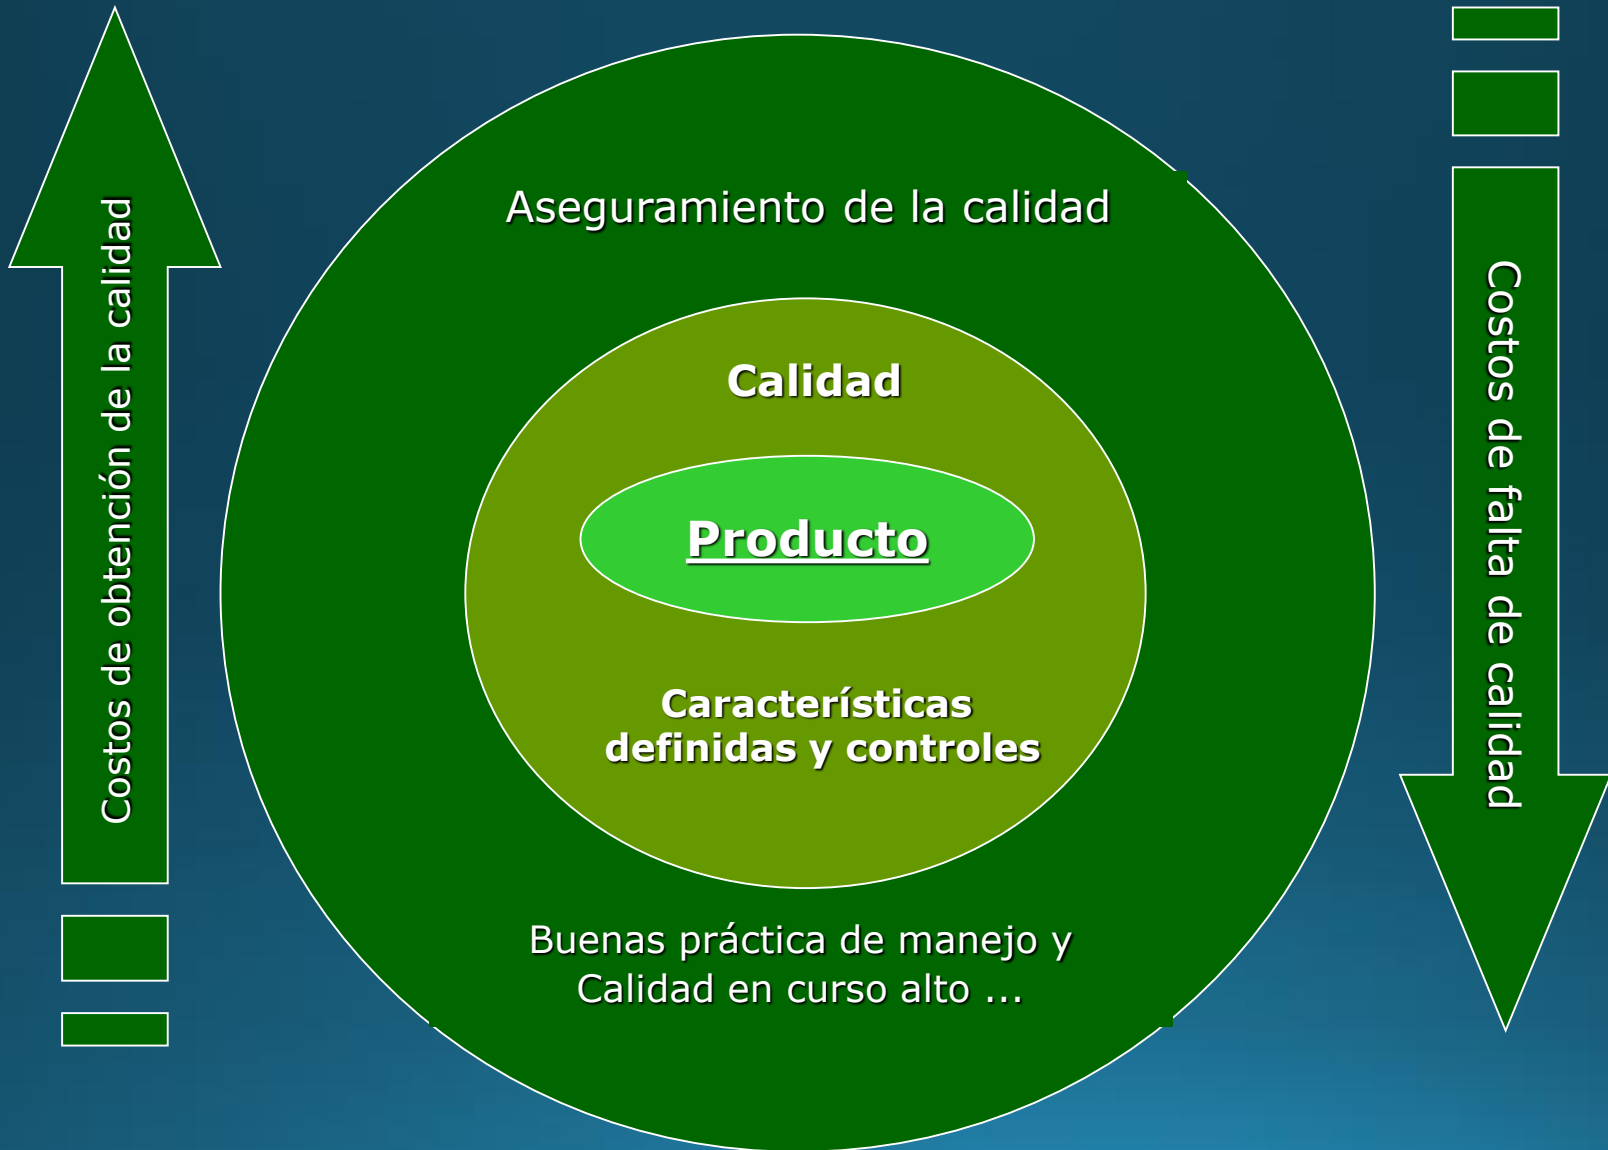 Costos de obtención de la calidad
Aseguramiento de la calidad
Calidad
Producto
Características
definidas y controles
Buenas práctica de manejo y
Calidad en curso alto ...
Costos de falta de calidad